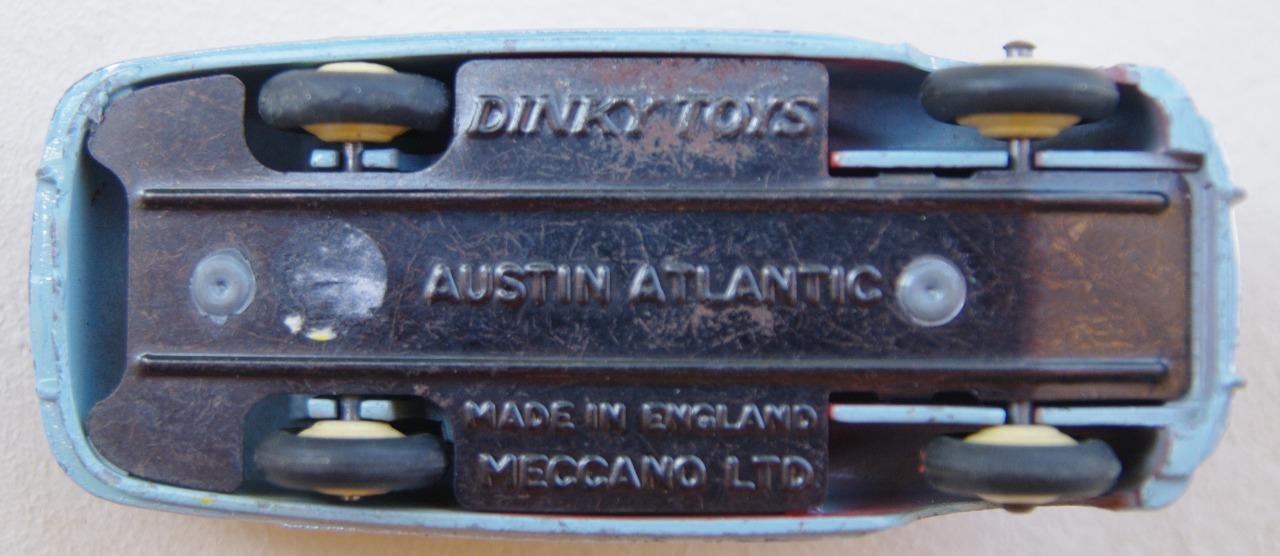 DINKY TOYS
AUSTIN ATLANTIC
MADE IN ENGLAND
MECCANO LTD